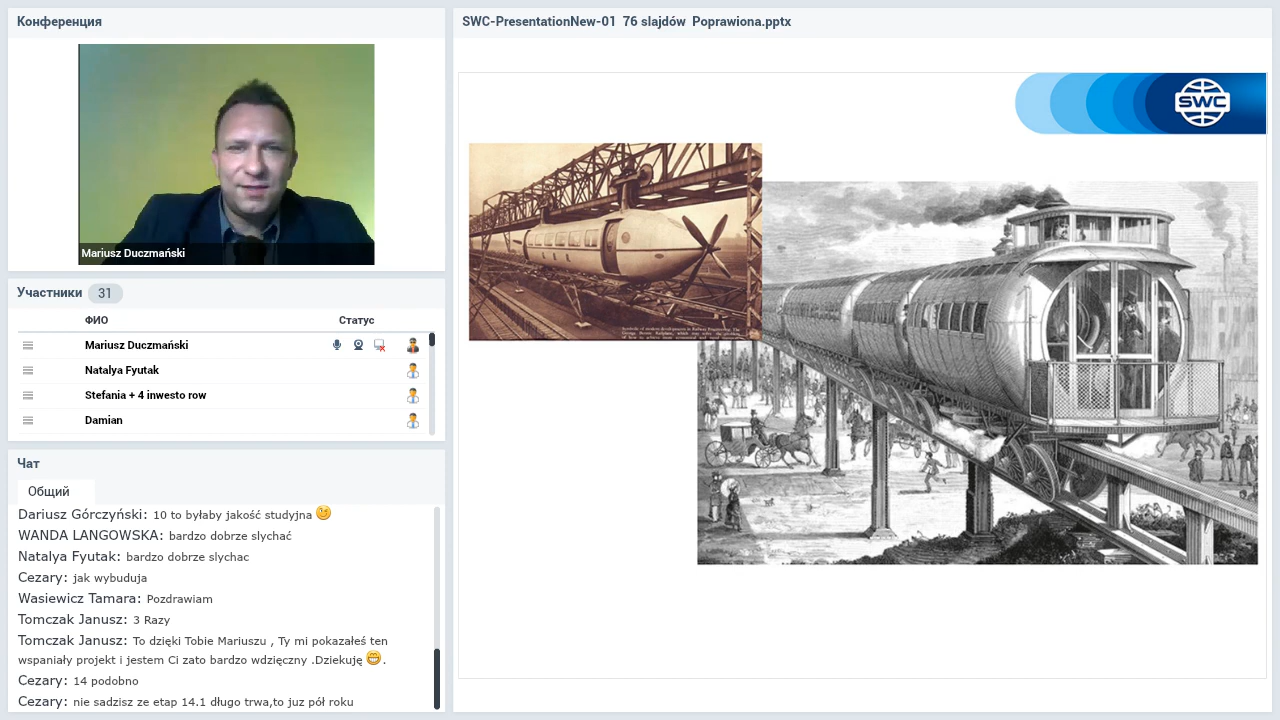 Конференция
Mariusz Duczmański
Участники 31
ФИО Статус
Mariusz Duczmański
Natalya Fyutak
Stefania + 4 inwesto row
Damian
Чат
Общий
Dariusz Górczyński: 10 to byłaby jakość studyjna
WANDA LANGOWSKA: bardzo dobrze slychać
Natalya Fyutak: bardzo dobrze slychac
Cezary: jak wybuduja
Wasiewicz Tamara: Pozdrawiam
Tomczak Janusz: 3 Razy
Tomczak Janusz: To dzięki Tobie Mariuszu , Ty mi pokazałeś ten
wspaniały projekt i jestem Ci zato bardzo wdzięczny .Dziekuję .
Cezary: 14 podobno
Cezary: nie sadzisz ze etap 14.1 długo trwa,to juz pół roku
SWC-PresentationNew-01 76 slajdów Poprawiona.pptx
SWC